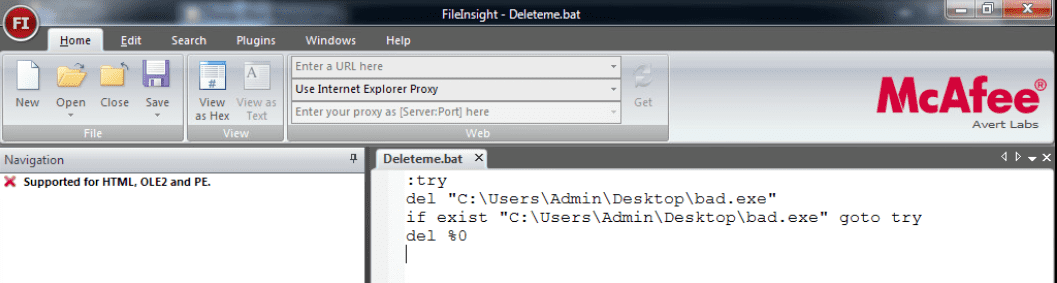 FileInsight - Deleteme.bat
FI
Home Edit Search Plugins Windows Help
New Open Close Save
File
View as Hex
View as Text
View
Enter a URL here
Use Internet Explorer Proxy
Enter your proxy as [Server:Port] here
Get
Web
McAfee®
Avert Labs
Navigation
Supported for HTML, OLE2 and PE.
Deleteme.bat
:try
del "C:\Users\Admin\Desktop\bad.exe"
if exist "C:\Users\Admin\Desktop\bad.exe" goto try
del %0